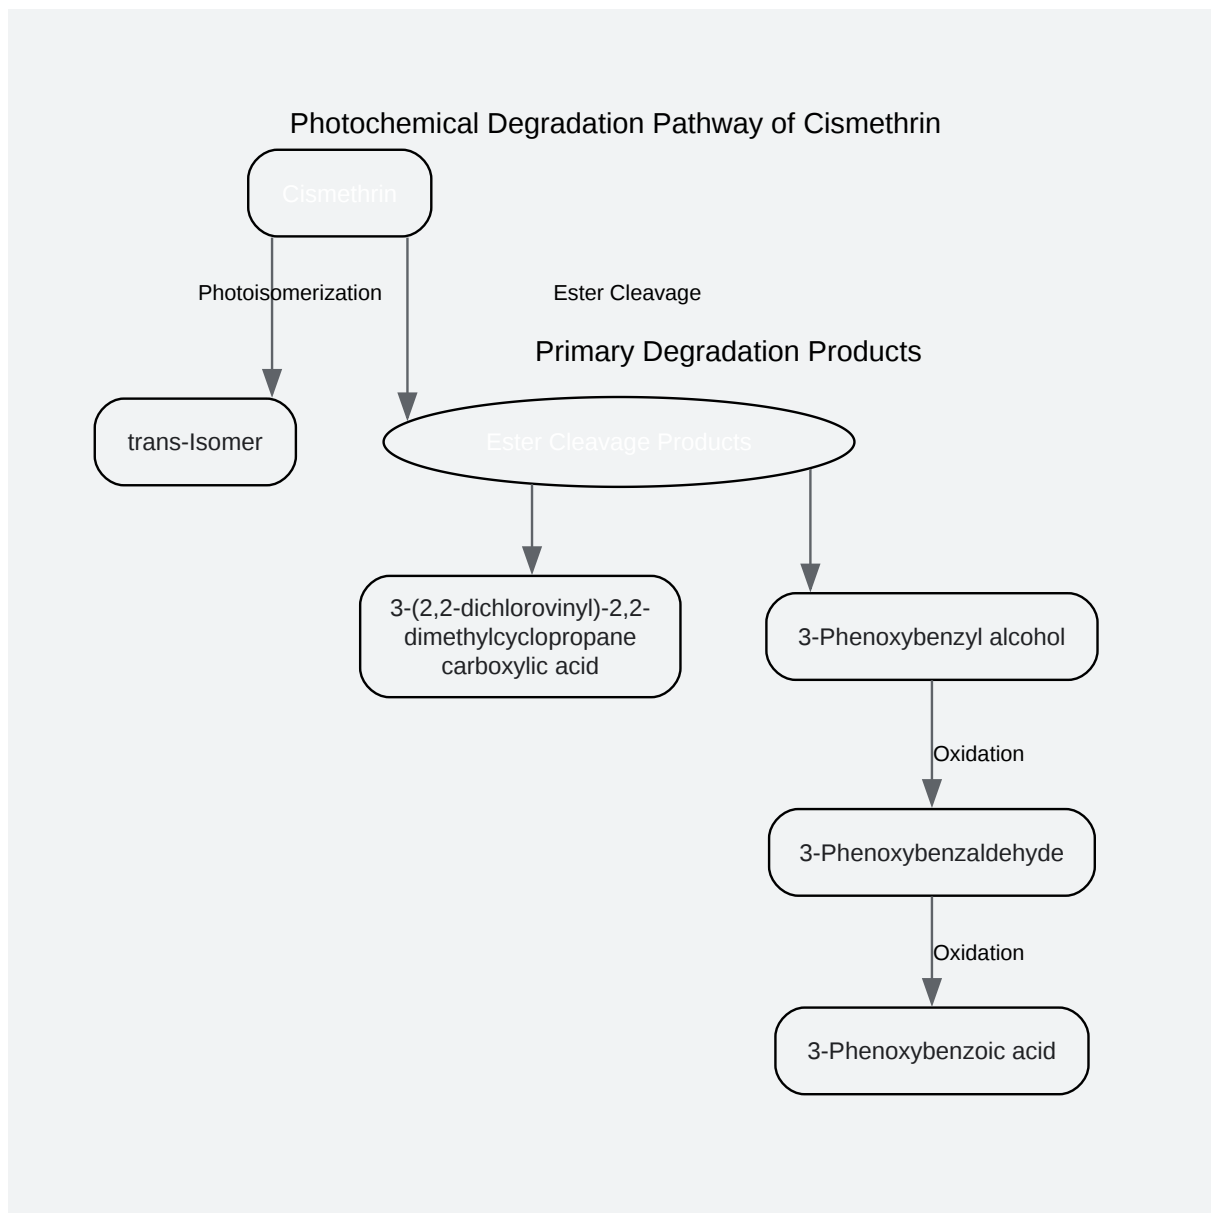 Photochemical Degradation Pathway of Cismethrin
Cismethrin
Photoisomerization
Ester Cleavage
Primary Degradation Products
trans-Isomer
Ester Cleavage Products
3-(2,2-dichlorovinyl)-2,2-
dimethylcyclopropane
carboxylic acid
3-Phenoxybenzyl alcohol
Oxidation
3-Phenoxybenzaldehyde
Oxidation
3-Phenoxybenzoic acid